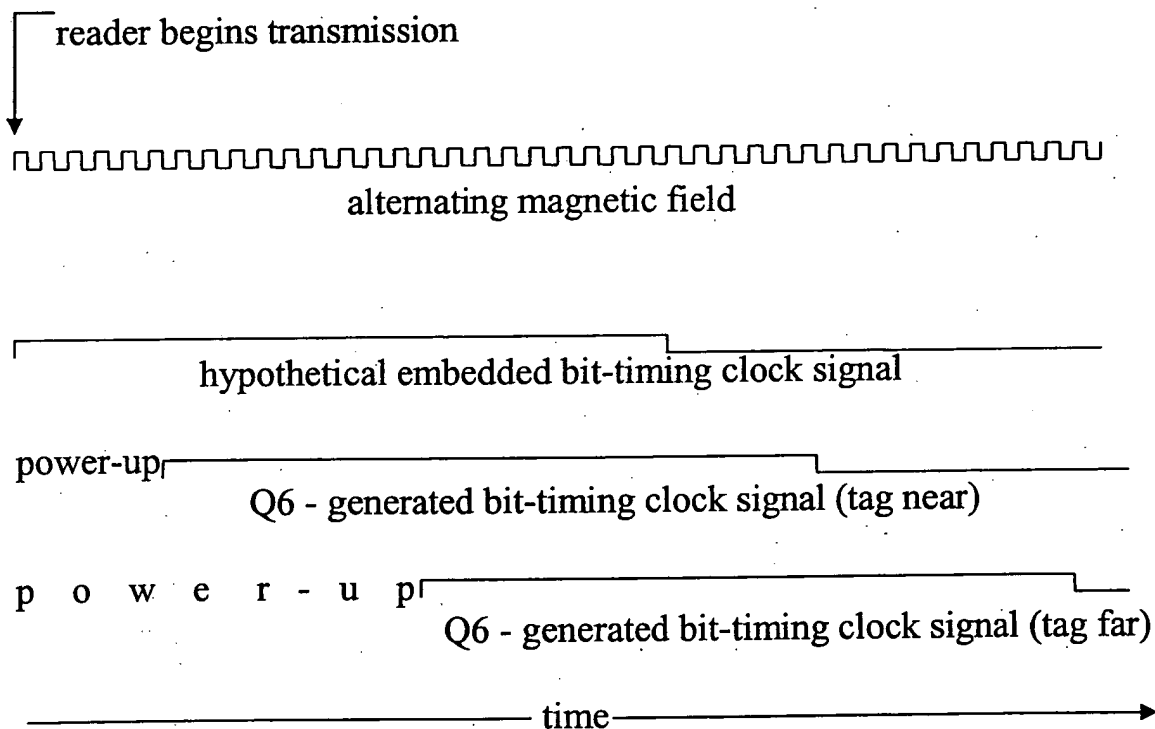 reader begins transmission
alternating magnetic field
hypothetical embedded bit-timing clock signal
power-up
Q6 - generated bit-timing clock signal (tag near)
p o w e r - u p
Q6 - generated bit-timing clock signal (tag far)
time